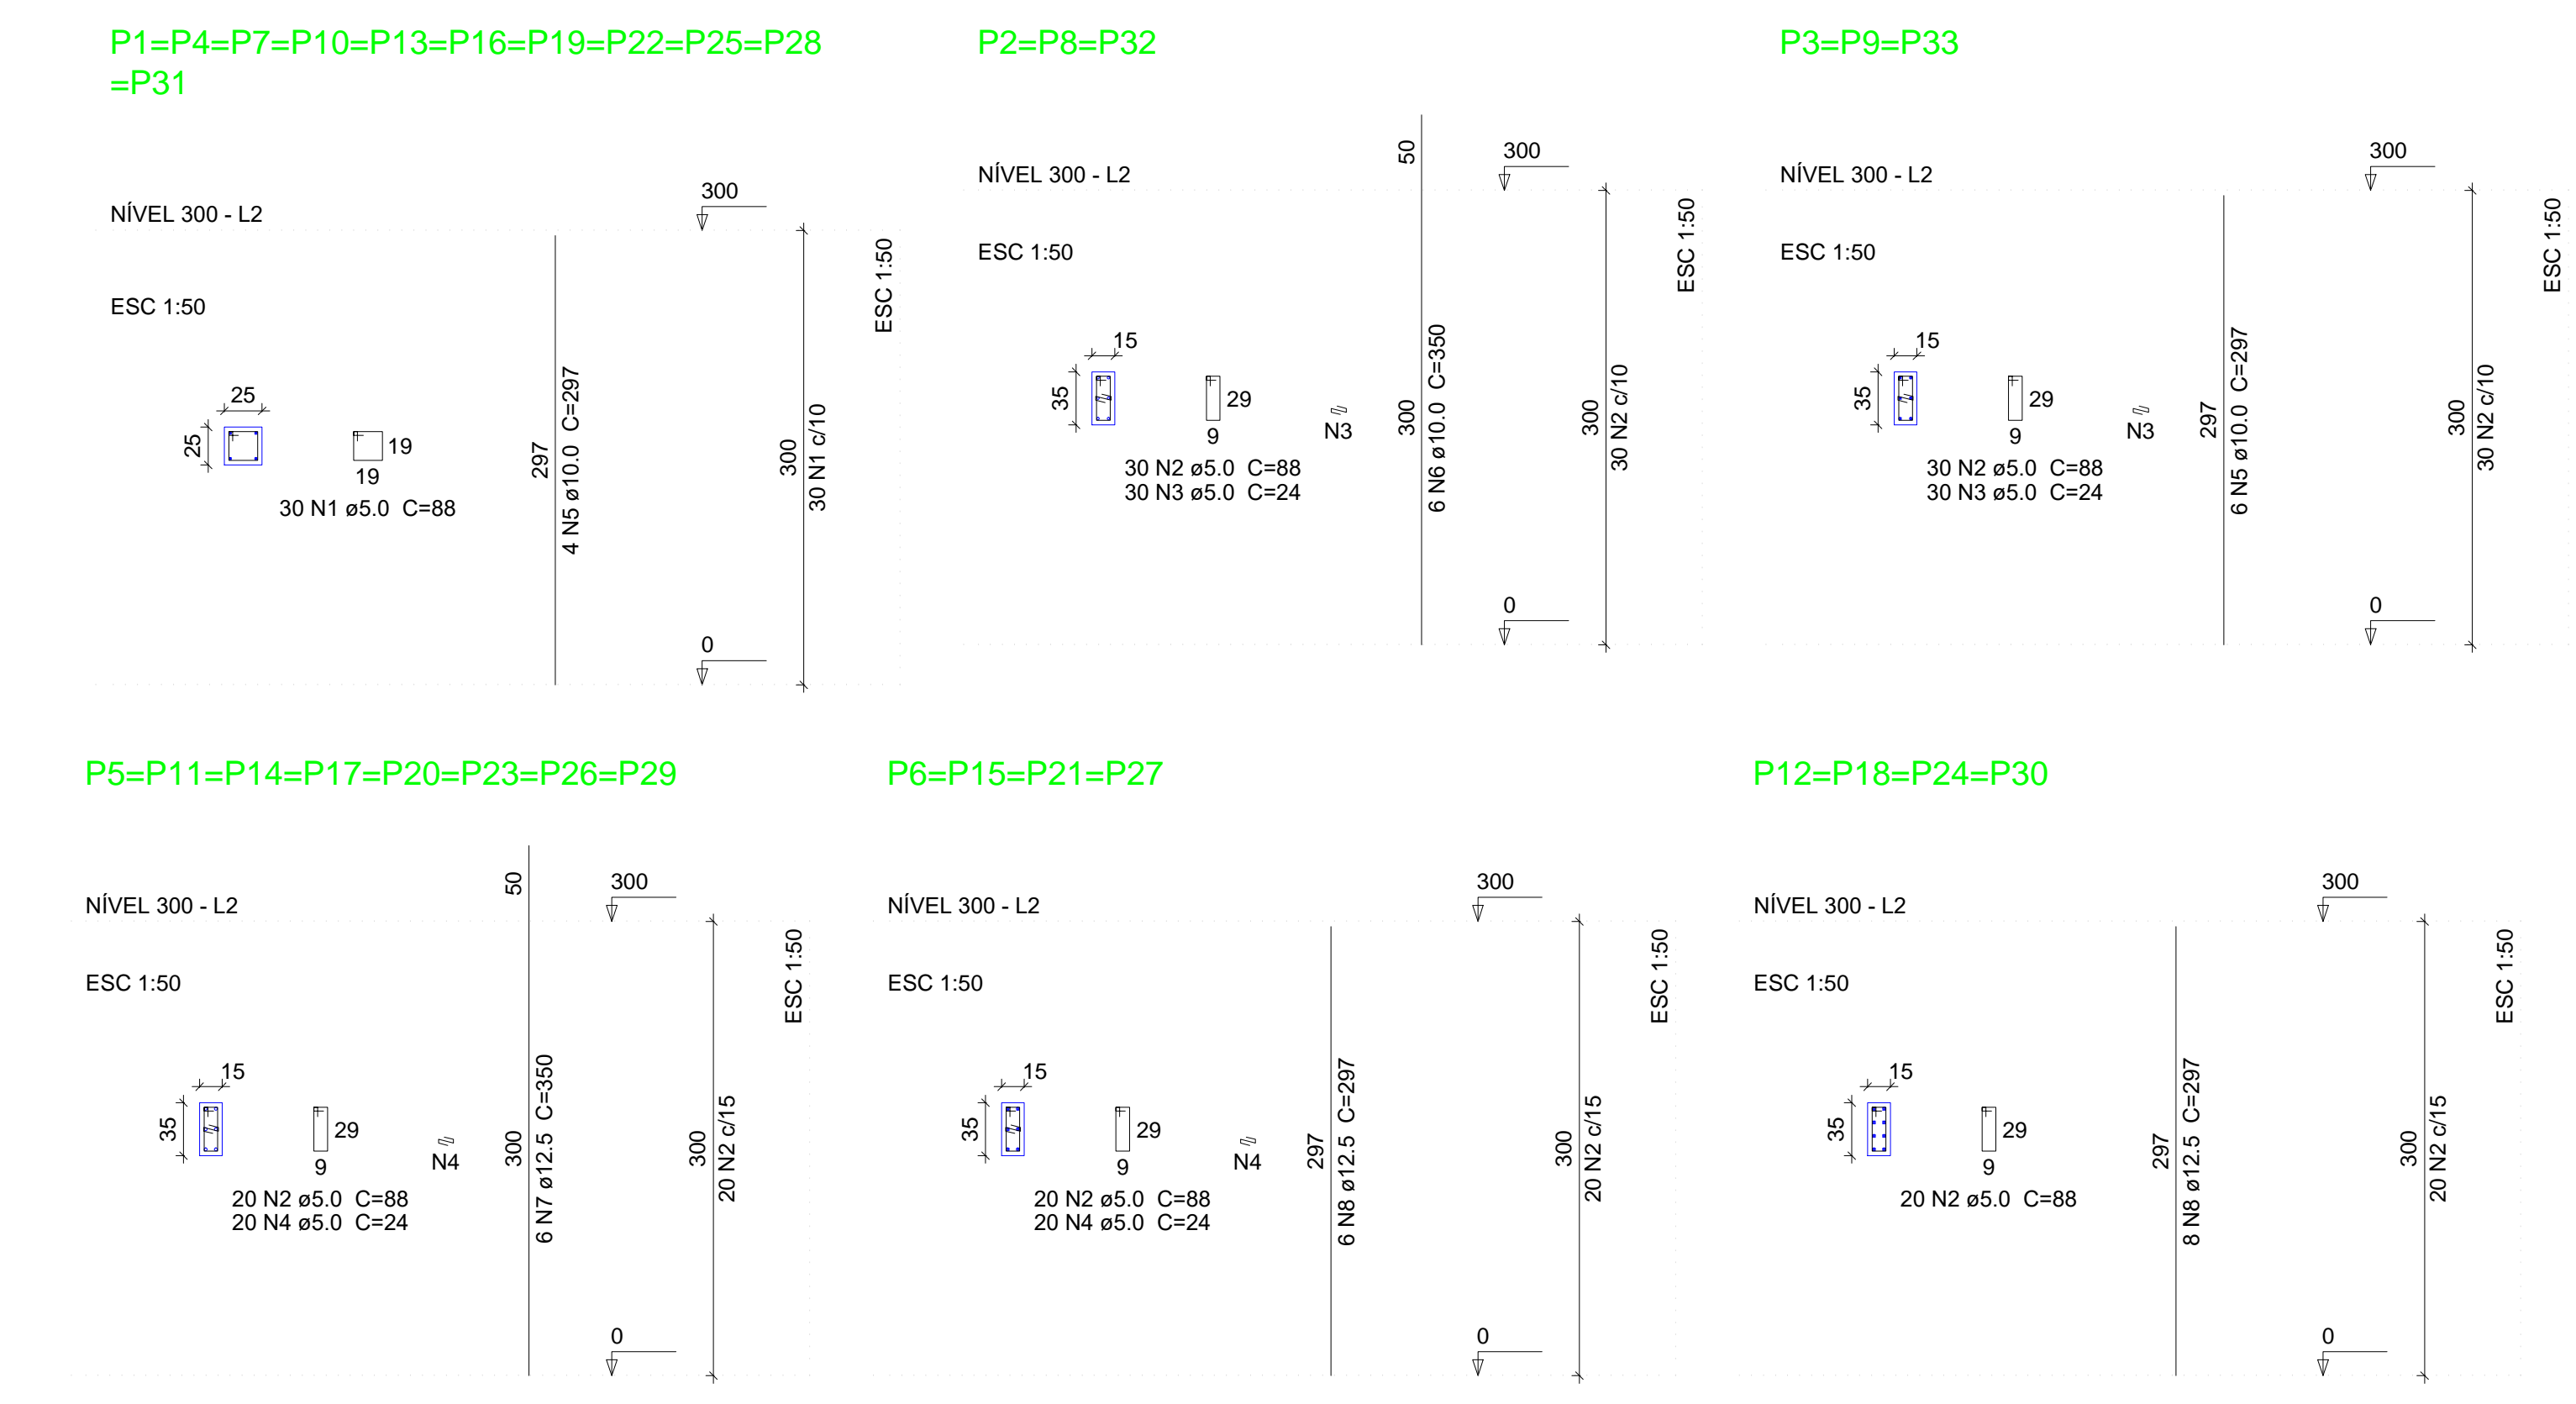 P1=P4=P7=P10=P13=P16=P19=P22=P25=P28
=P31
NÍVEL 300 - L2
ESC 1:50
25
25
19
19
30 N1 ø5.0  C=88
297
4 N5 ø10.0  C=297
300
0
300
30 N1 c/10
ESC 1:50
P2=P8=P32
NÍVEL 300 - L2
ESC 1:50
15
35
29
9
N3
30 N2 ø5.0  C=88
30 N3 ø5.0  C=24
50
300
6 N6 ø10.0  C=350
300
0
300
30 N2 c/10
ESC 1:50
P3=P9=P33
NÍVEL 300 - L2
ESC 1:50
15
35
29
9
N3
30 N2 ø5.0  C=88
30 N3 ø5.0  C=24
297
6 N5 ø10.0  C=297
300
0
300
30 N2 c/10
ESC 1:50
P5=P11=P14=P17=P20=P23=P26=P29
NÍVEL 300 - L2
ESC 1:50
15
35
29
9
N4
20 N2 ø5.0  C=88
20 N4 ø5.0  C=24
50
300
6 N7 ø12.5  C=350
300
0
300
20 N2 c/15
ESC 1:50
P6=P15=P21=P27
NÍVEL 300 - L2
ESC 1:50
15
35
29
9
N4
20 N2 ø5.0  C=88
20 N4 ø5.0  C=24
297
6 N8 ø12.5  C=297
300
0
300
20 N2 c/15
ESC 1:50
P12=P18=P24=P30
NÍVEL 300 - L2
ESC 1:50
15
35
29
9
20 N2 ø5.0  C=88
297
8 N8 ø12.5  C=297
300
0
300
20 N2 c/15
ESC 1:50